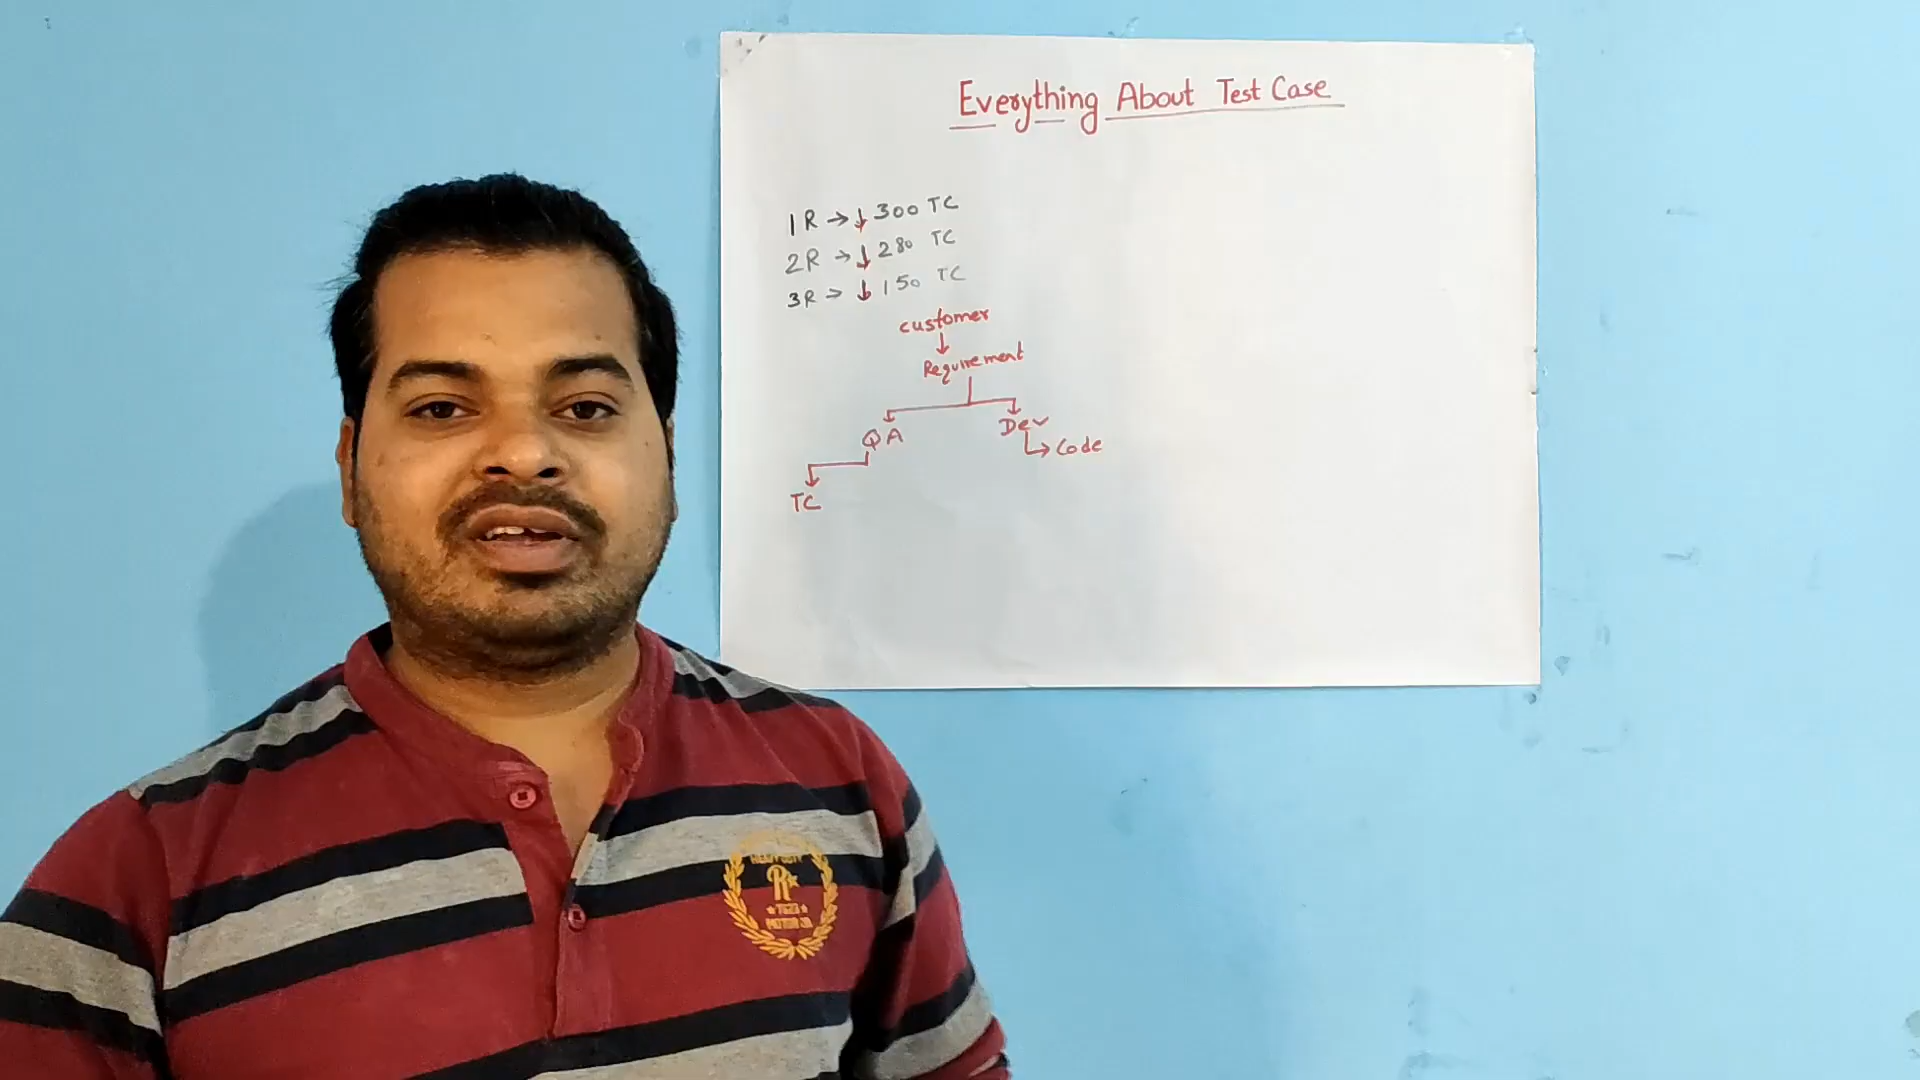 Everything About Test Case
1R → ↓ 300 TC
2R → ↓ 280 TC
3R → ↓ 150 TC
customer
Requirement
QA Dev
Code
TC
R